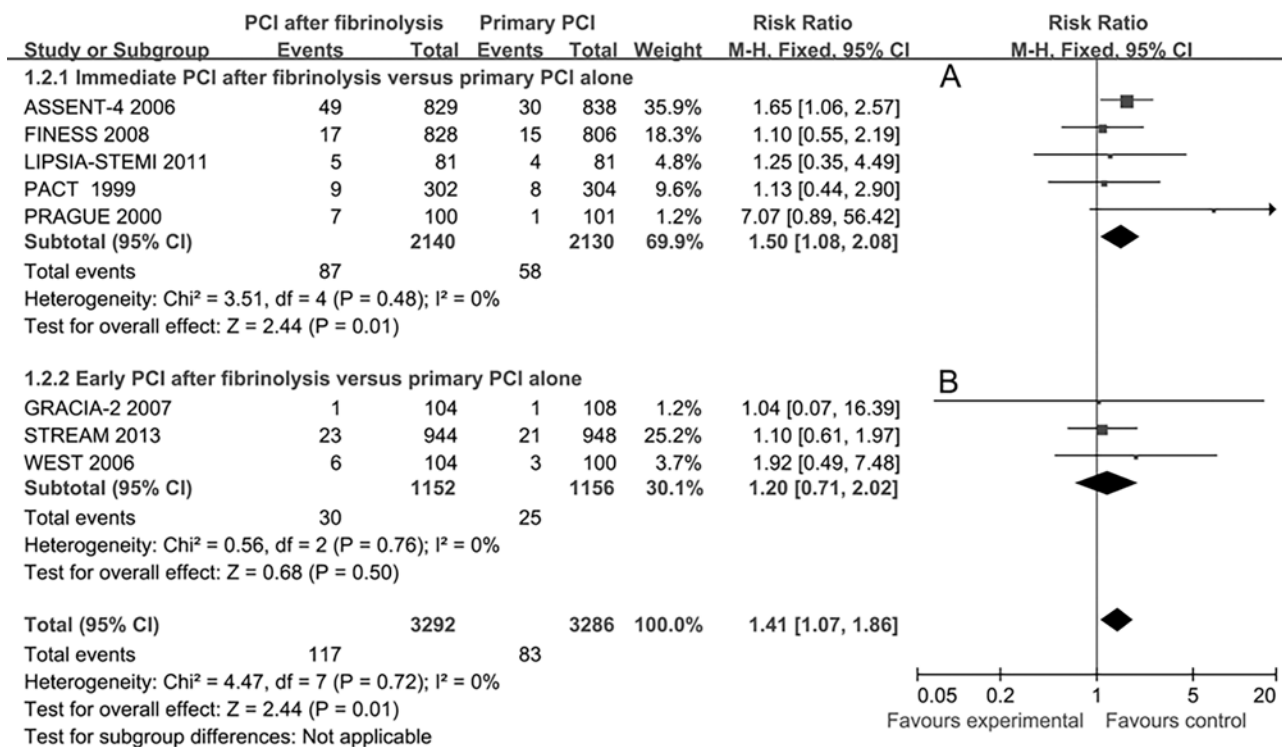 PCI after fibrinolysis Primary PCI Risk Ratio Risk Ratio
Study or Subgroup Events Total Events Total Weight M-H, Fixed, 95% CI M-H, Fixed, 95% CI
1.2.1 Immediate PCI after fibrinolysis versus primary PCI alone A
ASSENT-4 2006 49 829 30 838 35.9% 1.65 [1.06, 2.57]
FINESS 2008 17 828 15 806 18.3% 1.10 [0.55, 2.19]
LIPSIA-STEMI 2011 5 81 4 81 4.8% 1.25 [0.35, 4.49]
PACT 1999 9 302 8 304 9.6% 1.13 [0.44, 2.90]
PRAGUE 2000 7 100 1 101 1.2% 7.07 [0.89, 56.42]
Subtotal (95% CI) 2140 2130 69.9% 1.50 [1.08, 2.08]
Total events 87 58
Heterogeneity: Chi² = 3.51, df = 4 (P = 0.48); I² = 0%
Test for overall effect: Z = 2.44 (P = 0.01)
1.2.2 Early PCI after fibrinolysis versus primary PCI alone B
GRACIA-2 2007 1 104 1 108 1.2% 1.04 [0.07, 16.39]
STREAM 2013 23 944 21 948 25.2% 1.10 [0.61, 1.97]
WEST 2006 6 104 3 100 3.7% 1.92 [0.49, 7.48]
Subtotal (95% CI) 1152 1156 30.1% 1.20 [0.71, 2.02]
Total events 30 25
Heterogeneity: Chi² = 0.56, df = 2 (P = 0.76); I² = 0%
Test for overall effect: Z = 0.68 (P = 0.50)
Total (95% CI) 3292 3286 100.0% 1.41 [1.07, 1.86]
Total events 117 83
Heterogeneity: Chi² = 4.47, df = 7 (P = 0.72); I² = 0%
Test for overall effect: Z = 2.44 (P = 0.01)
Test for subgroup differences: Not applicable
0.05 0.2 1 5 20
Favours experimental Favours control